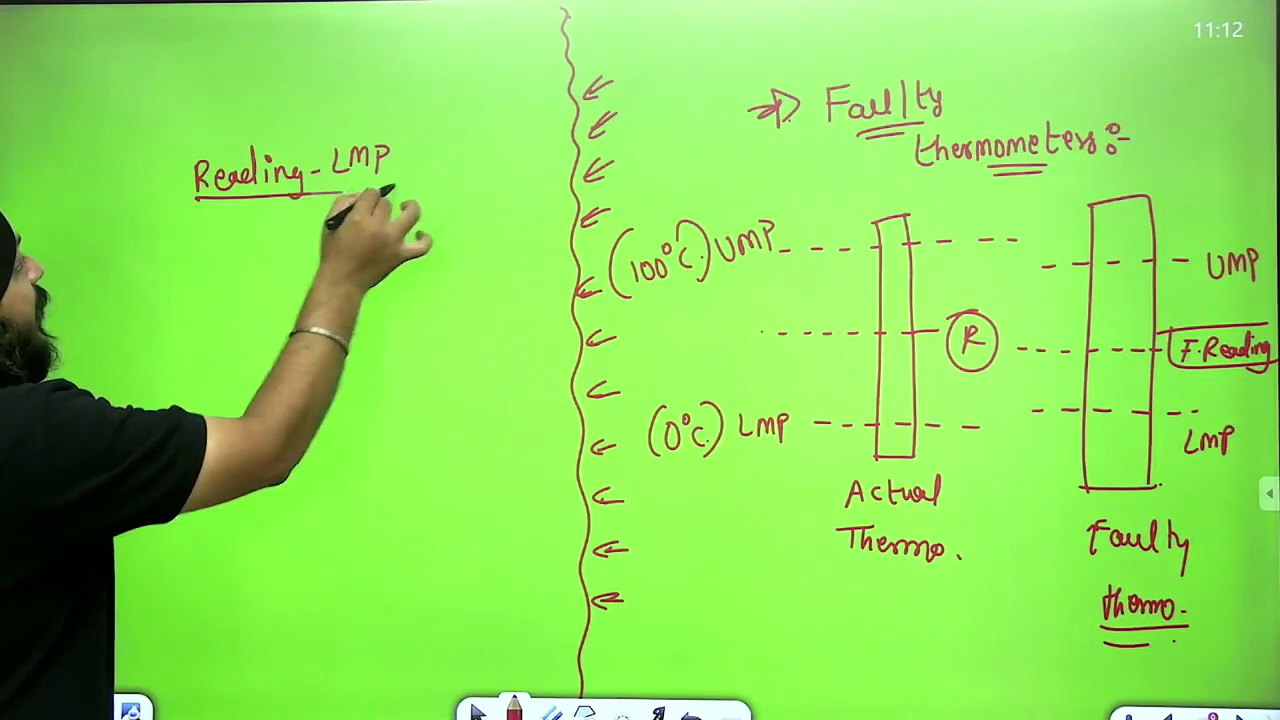 11:12
Reading - LMP
⇒ Faulty
thermometers :-
(100°C.) UMP
R
(0°C.) LMP
Actual
Thermo.
UMP
F. Reading
LMP
Faulty
thermo.